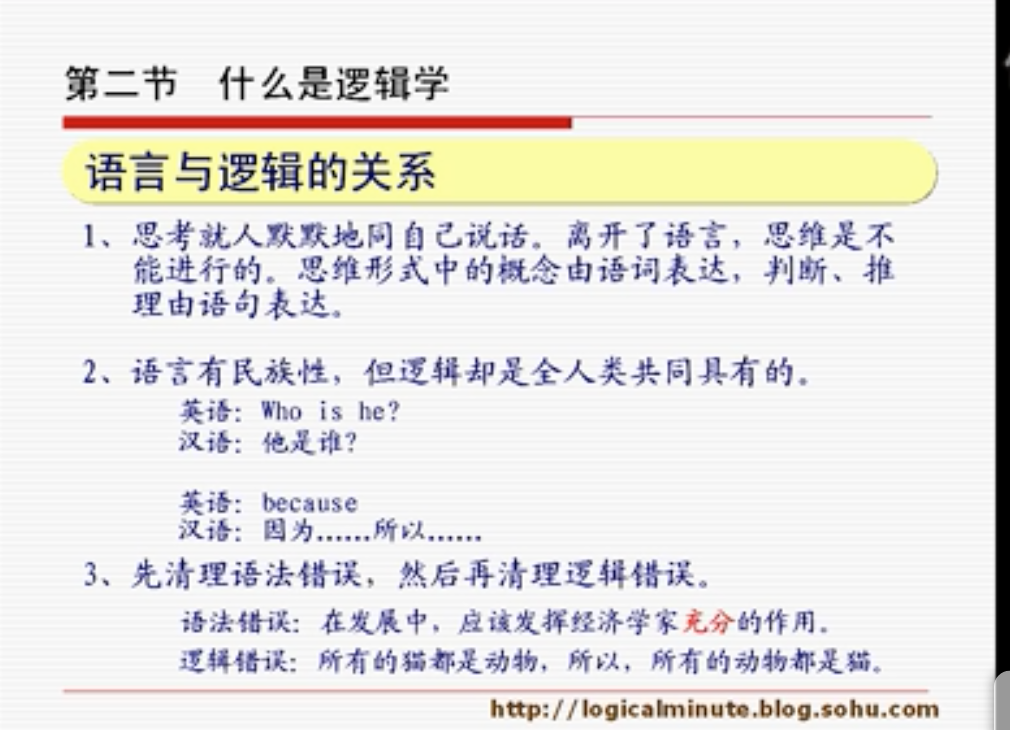 第二节 什么是逻辑学
语言与逻辑的关系
1、思考就人默默地同自己说话。离开了语言，思维是不
能进行的。思维形式中的概念由语词表达，判断、推
理由语句表达。
2、语言有民族性，但逻辑却是全人类共同具有的。
英语：Who is he?
汉语：他是谁?
英语：because
汉语：因为……所以……
3、先清理语法错误，然后再清理逻辑错误。
语法错误：在发展中，应该发挥经济学家充分的作用。
逻辑错误：所有的猫都是动物，所以，所有的动物都是猫。
http://logicalminute.blog.sohu.com